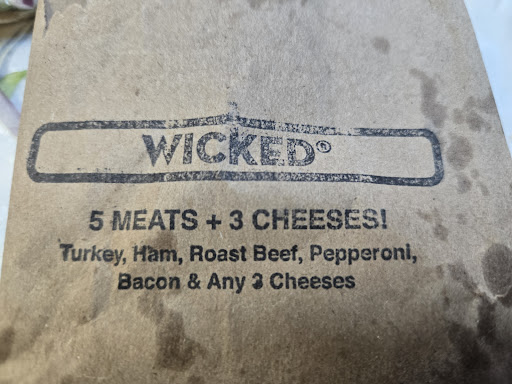 WICKED®
5 MEATS + 3 CHEESES!
Turkey, Ham, Roast Beef, Pepperoni,
Bacon & Any 3 Cheeses